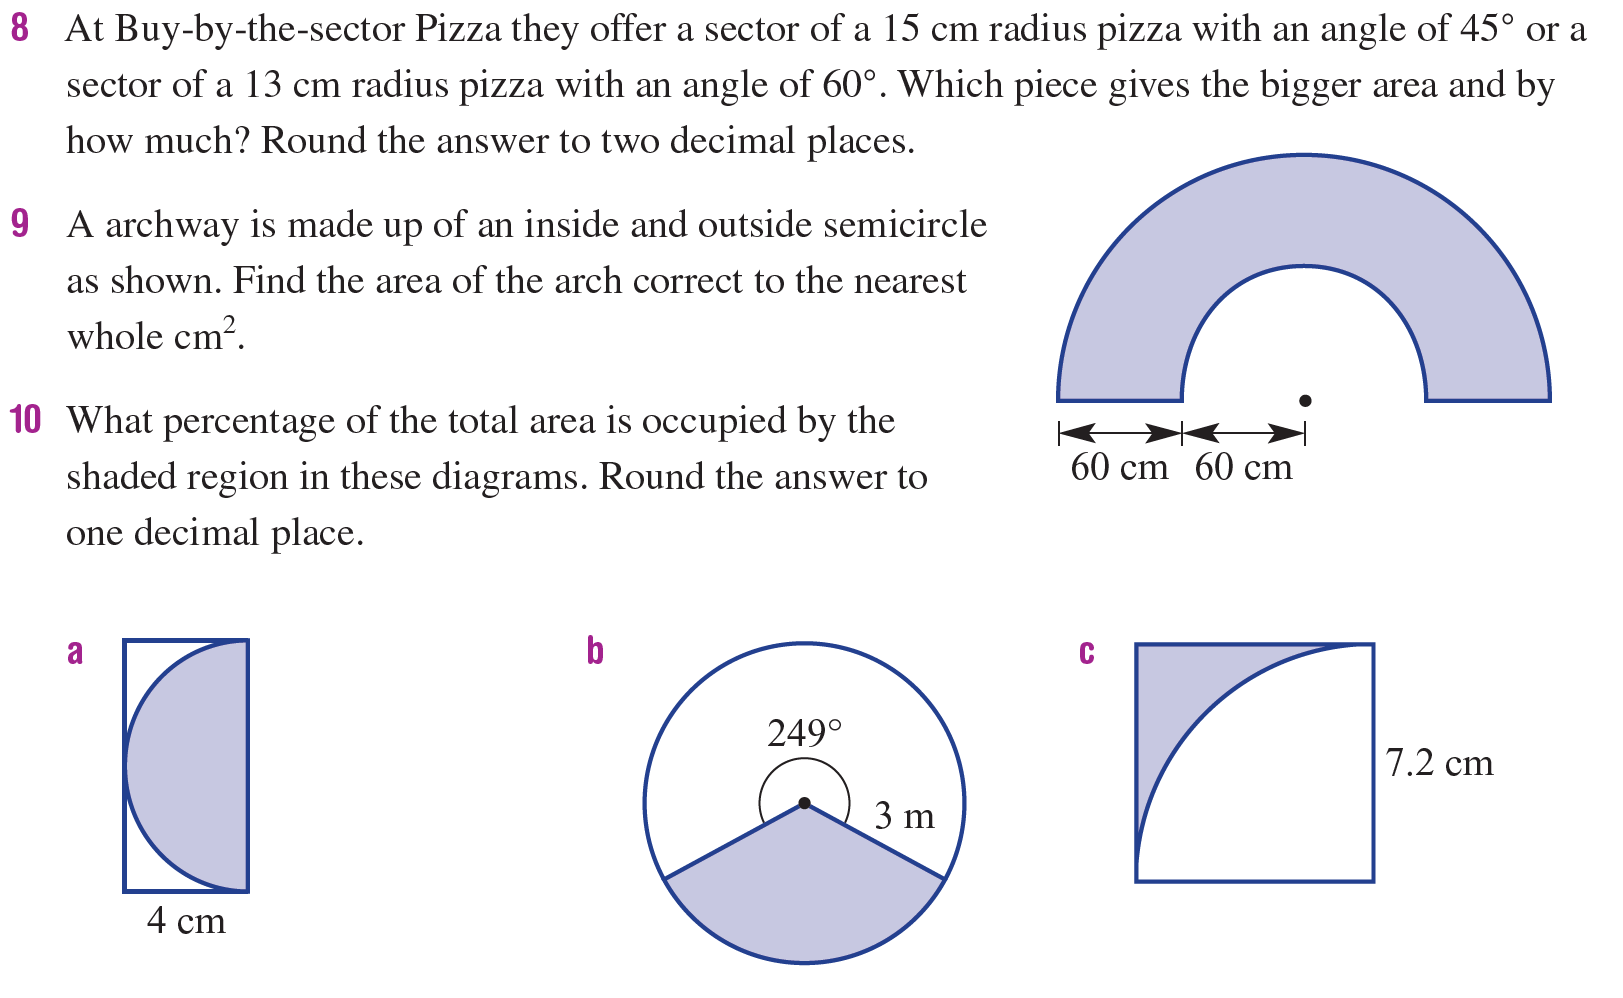 8 At Buy-by-the-sector Pizza they offer a sector of a 15 cm radius pizza with an angle of 45° or a
sector of a 13 cm radius pizza with an angle of 60°. Which piece gives the bigger area and by
how much? Round the answer to two decimal places.
9 A archway is made up of an inside and outside semicircle
as shown. Find the area of the arch correct to the nearest
whole cm².
60 cm 60 cm
10 What percentage of the total area is occupied by the
shaded region in these diagrams. Round the answer to
one decimal place.
a
4 cm
b
249°
3 m
c
7.2 cm